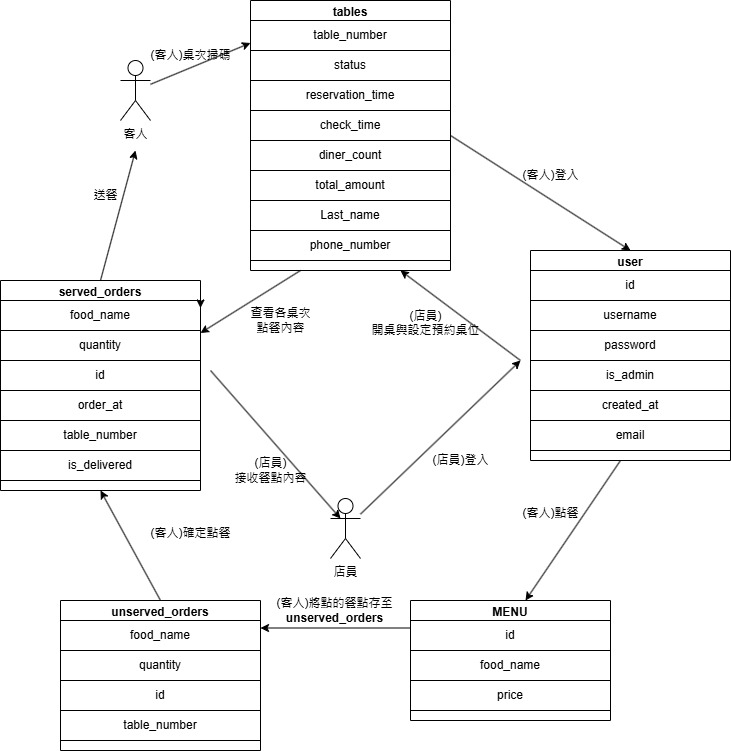 tables
table_number
status
reservation_time
check_time
diner_count
total_amount
Last_name
phone_number
(客人)桌次掃碼
客人
送餐
(客人)登入
user
id
username
password
is_admin
created_at
email
served_orders
food_name
quantity
id
order_at
table_number
is_delivered
查看各桌次
點餐內容
(店員)
開桌與設定預約桌位
(店員)
接收餐點內容
(店員)登入
店員
(客人)確定點餐
(客人)點餐
unserved_orders
food_name
quantity
id
table_number
(客人)將點的餐點存至
unserved_orders
MENU
id
food_name
price